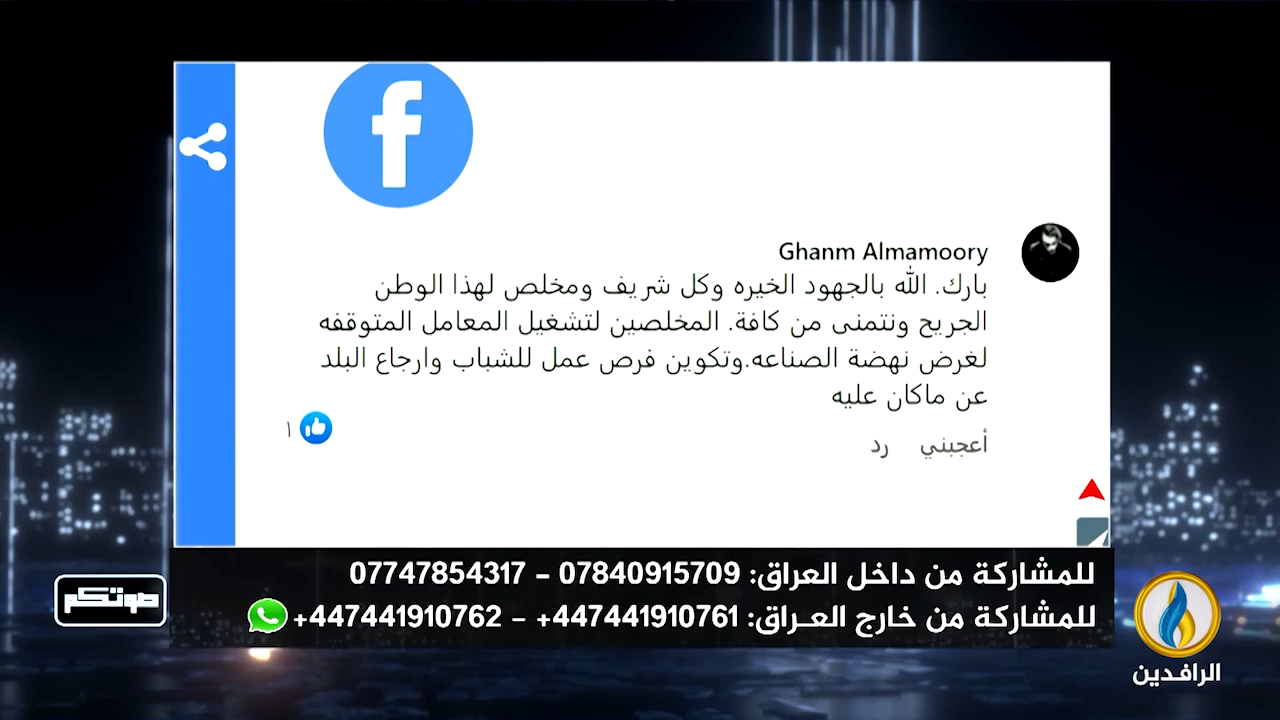 Ghanm Almamoory
بارك. الله بالجهود الخيره وكل شريف ومخلص لهذا الوطن
الجريح ونتمنى من كافة. المخلصين لتشغيل المعامل المتوقفه
لغرض نهضة الصناعه.وتكوين فرص عمل للشباب وارجاع البلد
عن ماكان عليه
١
أعجبني رد
للمشاركة من داخل العراق: 07840915709 - 07747854317
للمشاركة من خارج العـراق: 447441910761+ - 447441910762+
صوتكم
الرافدين